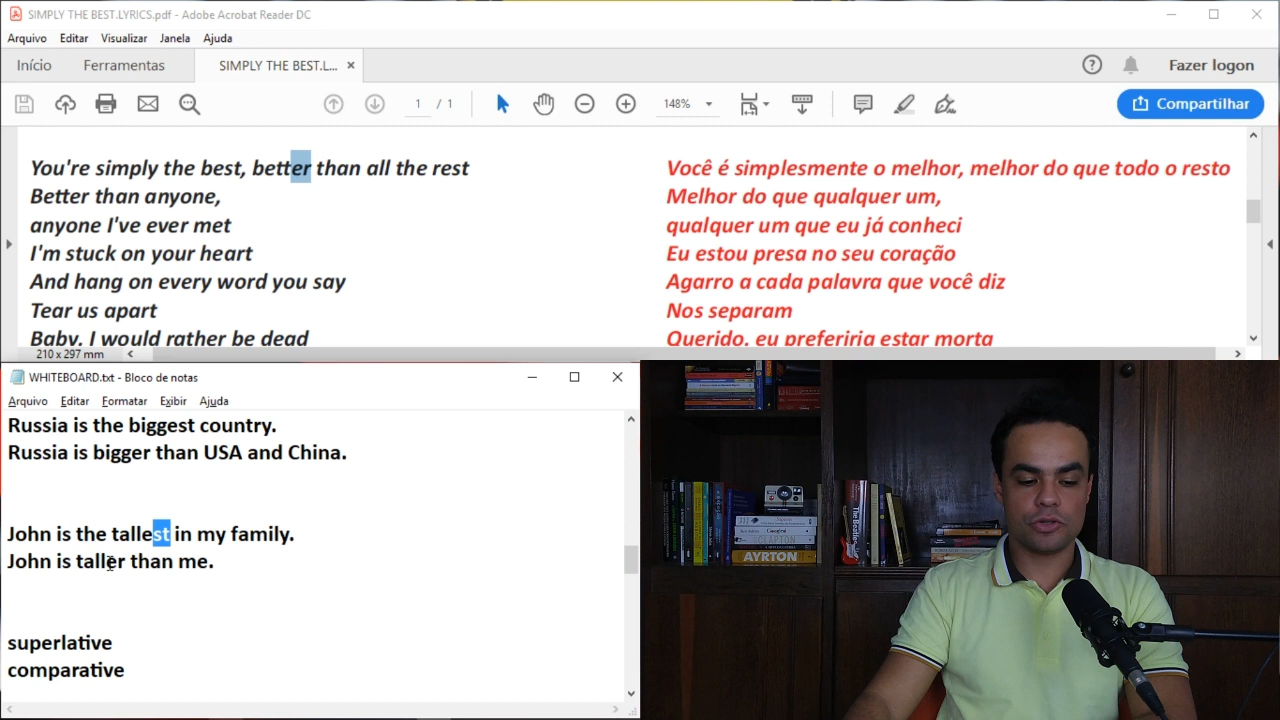 SIMPLY THE BEST.LYRICS.pdf - Adobe Acrobat Reader DC
Arquivo Editar Visualizar Janela Ajuda
Início Ferramentas SIMPLY THE BEST.L... × Fazer logon
1 / 1 148% Compartilhar
You're simply the best, better than all the rest
Better than anyone,
anyone I've ever met
I'm stuck on your heart
And hang on every word you say
Tear us apart
Baby, I would rather be dead
Você é simplesmente o melhor, melhor do que todo o resto
Melhor do que qualquer um,
qualquer um que eu já conheci
Eu estou presa no seu coração
Agarro a cada palavra que você diz
Nos separam
Querido, eu preferiria estar morta
210 x 297 mm
WHITEBOARD.txt - Bloco de notas
Arquivo Editar Formatar Exibir Ajuda
Russia is the biggest country.
Russia is bigger than USA and China.
John is the tallest in my family.
John is taller than me.
superlative
comparative
The Beatles
CLAPTON
AYRTON